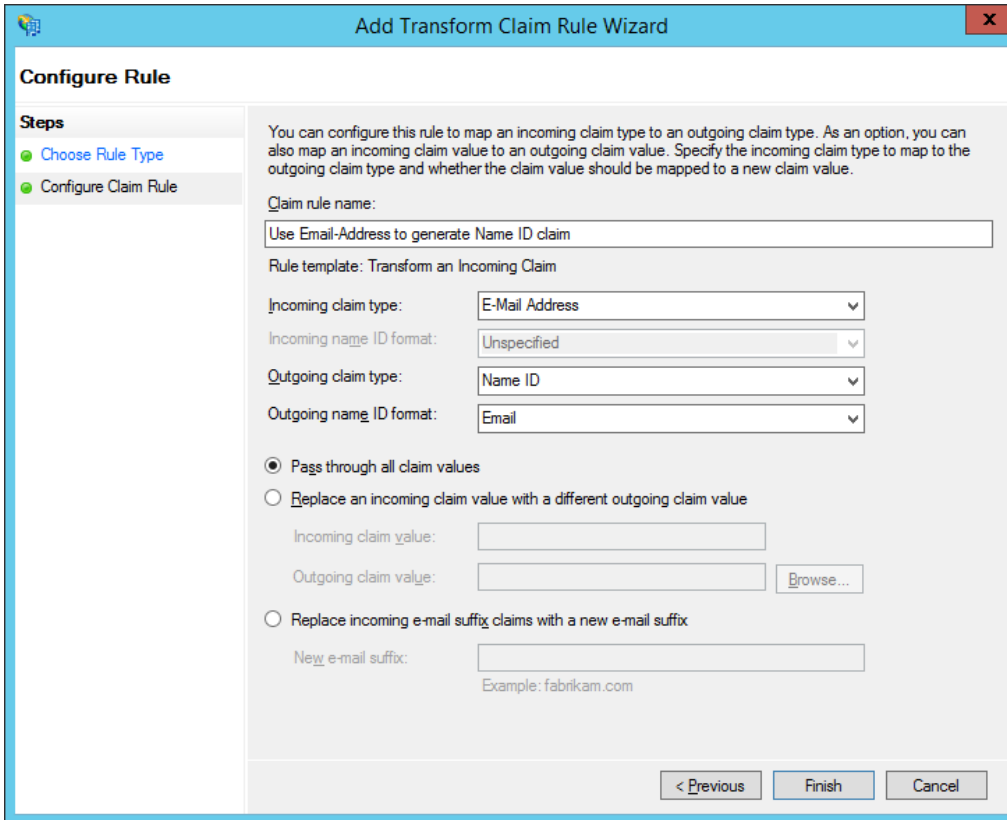 Add Transform Claim Rule Wizard
x
Configure Rule
Steps
Choose Rule Type
Configure Claim Rule
You can configure this rule to map an incoming claim type to an outgoing claim type. As an option, you can
also map an incoming claim value to an outgoing claim value. Specify the incoming claim type to map to the
outgoing claim type and whether the claim value should be mapped to a new claim value.
Claim rule name:
Use Email-Address to generate Name ID claim
Rule template: Transform an Incoming Claim
Incoming claim type: E-Mail Address
Incoming name ID format: Unspecified
Outgoing claim type: Name ID
Outgoing name ID format: Email
Pass through all claim values
Replace an incoming claim value with a different outgoing claim value
Incoming claim value:
Outgoing claim value: Browse...
Replace incoming e-mail suffix claims with a new e-mail suffix
New e-mail suffix:
Example: fabrikam.com
< Previous Finish Cancel